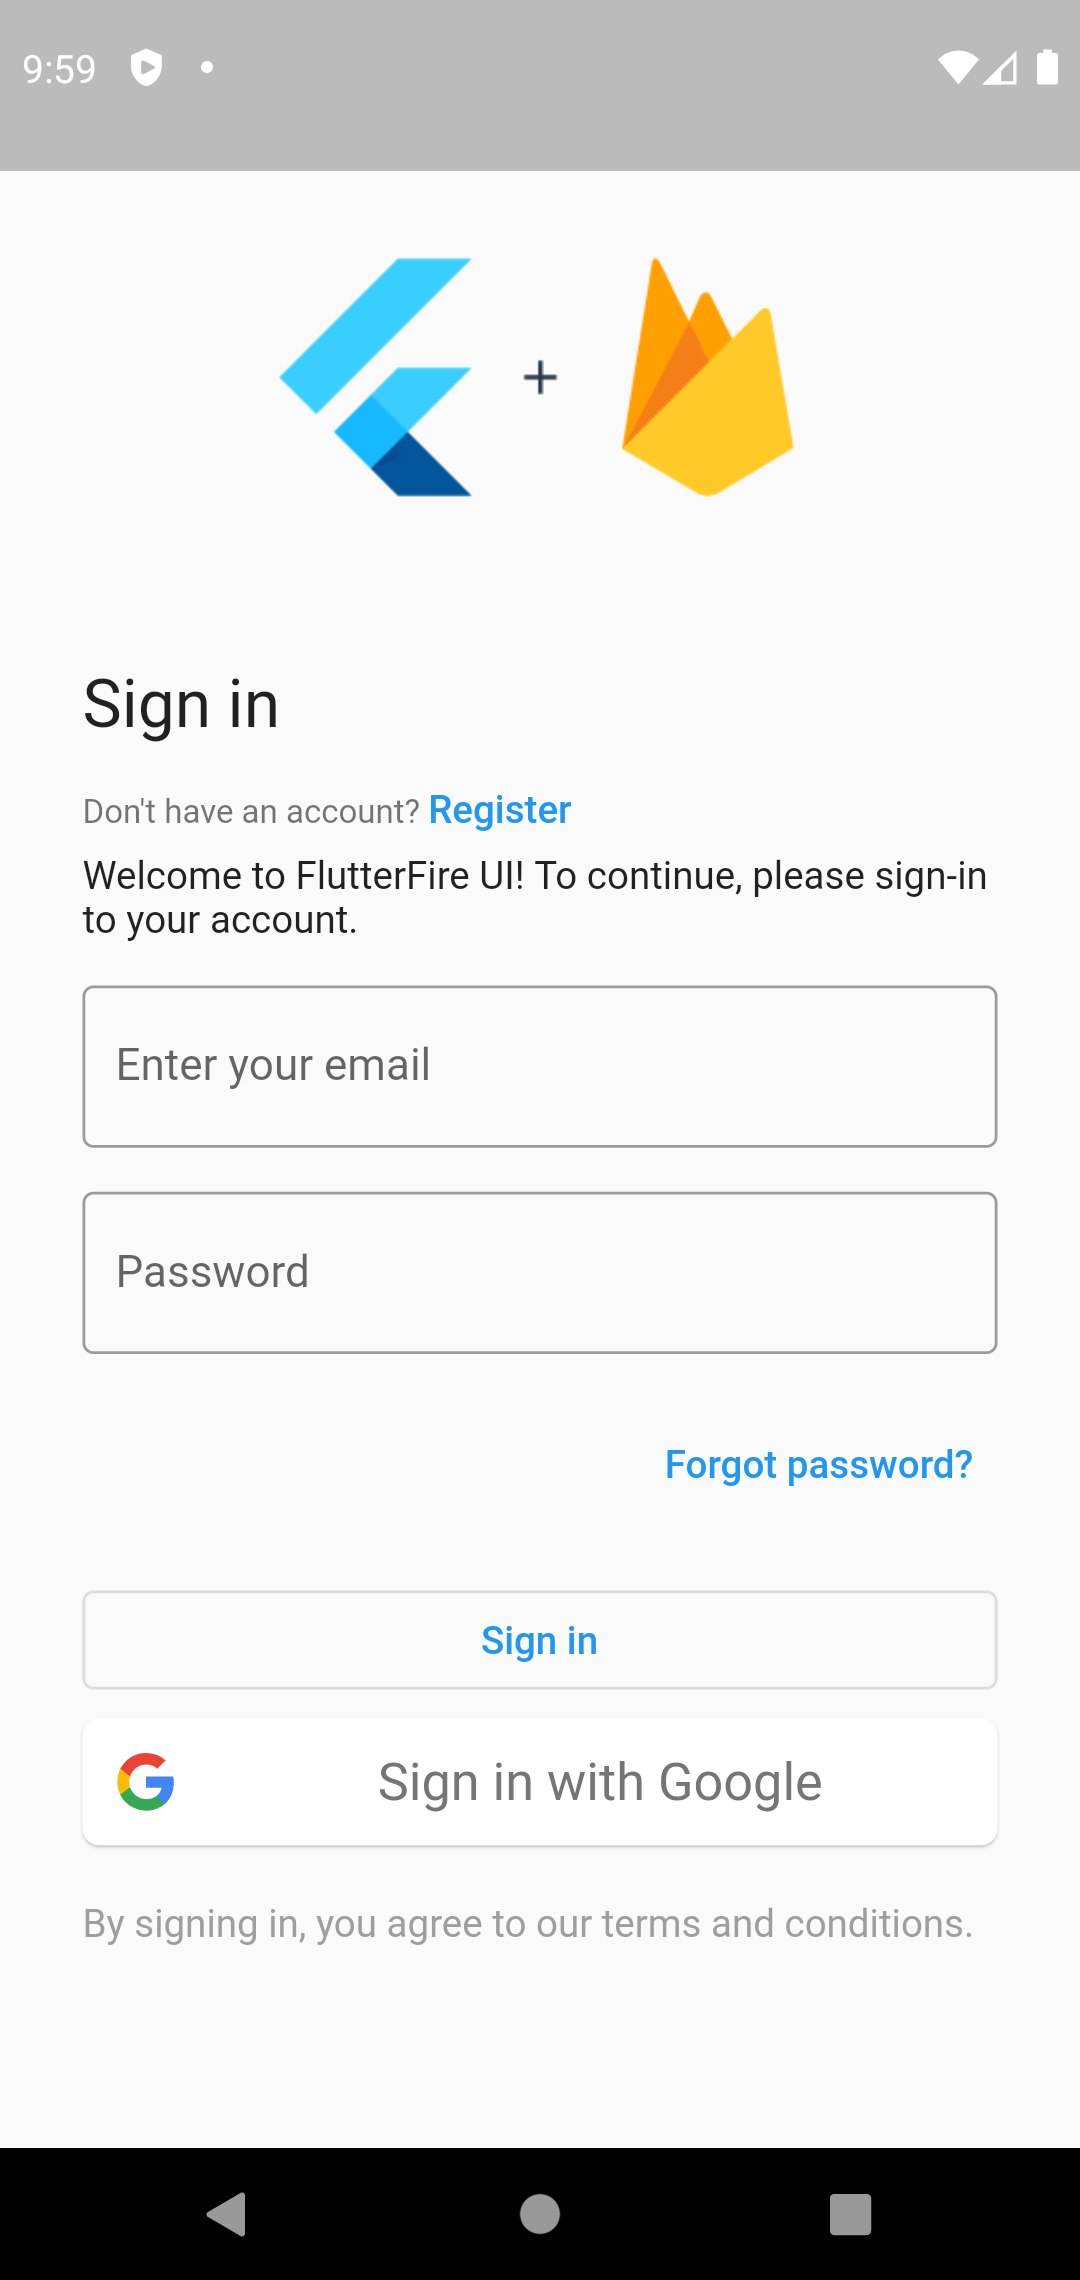 9:59
+
Sign in
Don't have an account? Register
Welcome to FlutterFire UI! To continue, please sign-in
to your account.
Enter your email
Password
Forgot password?
Sign in
Sign in with Google
By signing in, you agree to our terms and conditions.